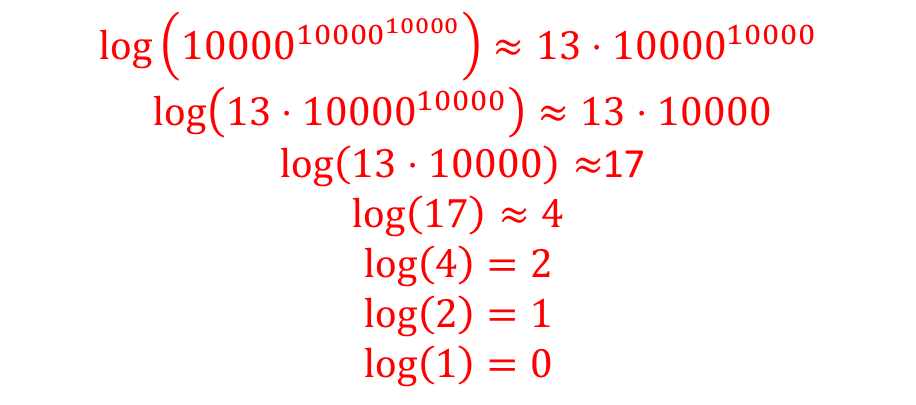 log(10000^10000^10000) ≈ 13 · 10000^10000
log(13 · 10000^10000) ≈ 13 · 10000
log(13 · 10000) ≈17
log(17) ≈ 4
log(4) = 2
log(2) = 1
log(1) = 0